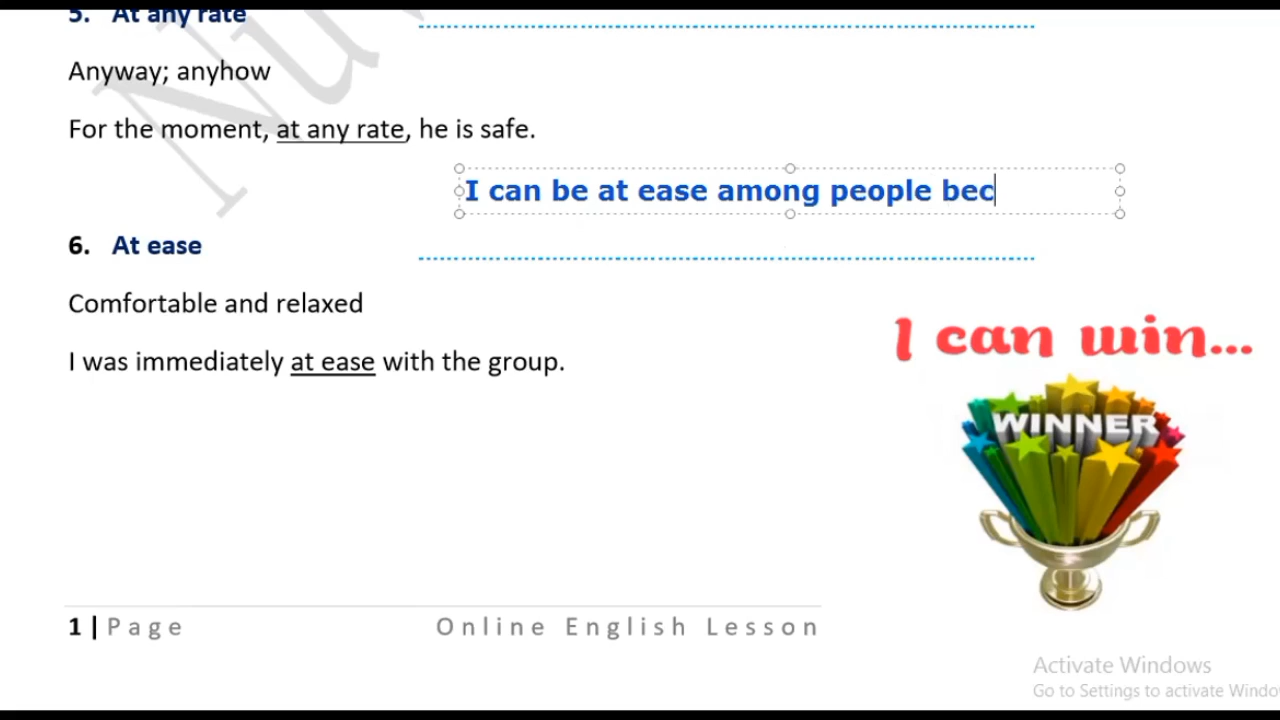 5. At any rate
Anyway; anyhow
For the moment, at any rate, he is safe.
I can be at ease among people bec
6. At ease
Comfortable and relaxed
I was immediately at ease with the group.
I can win...
WINNER
1 | Page
Online English Lesson
Activate Windows
Go to Settings to activate Windo